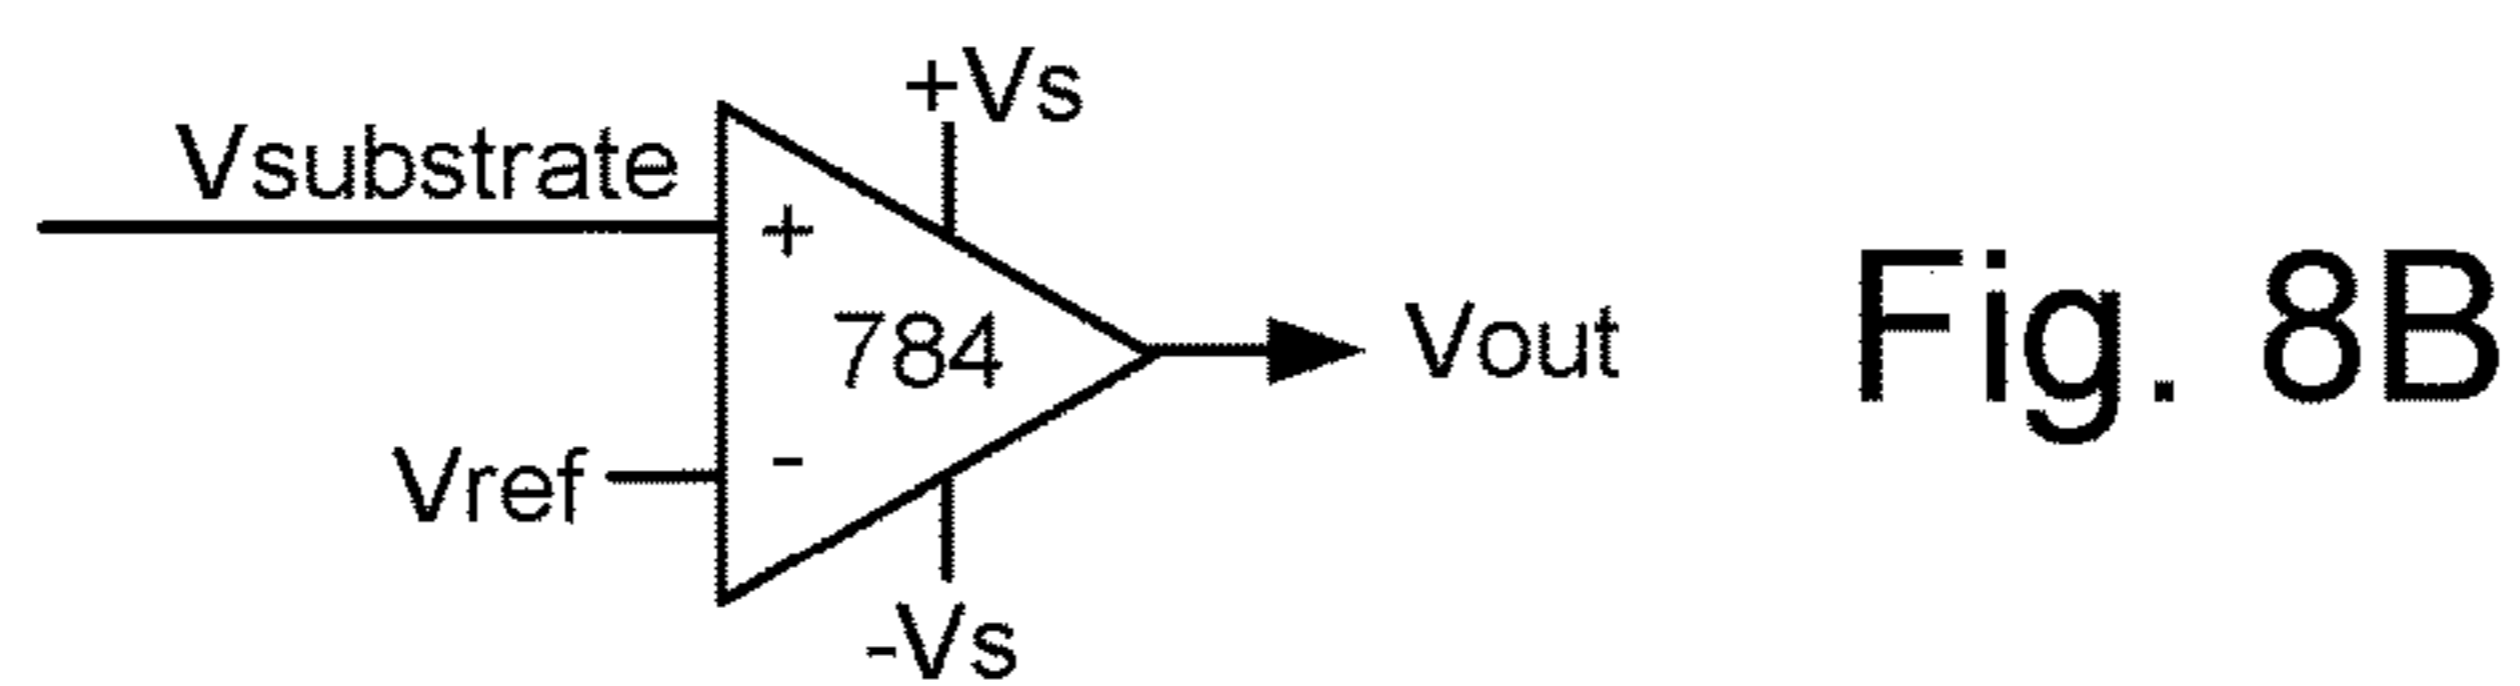 +Vs
Vsubstrate
+
784
Vout
Fig. 8B
-
Vref
-Vs